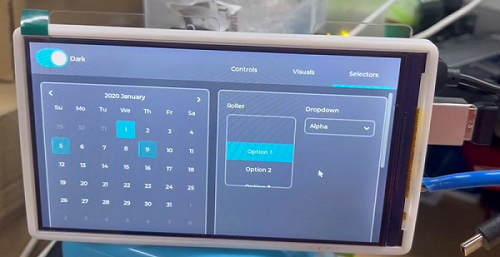 Dark
Controls Visuals Selectors
2020 January
Su Mo Tu We Th Fr Sa
29 30 31 1 2 3 4
5 6 7 8 9 10 11
12 13 14 15 16 17 18
19 20 21 22 23 24 25
26 27 28 29 30 31 1
Roller
Option 1
Option 2
Option 3
Dropdown
Alpha